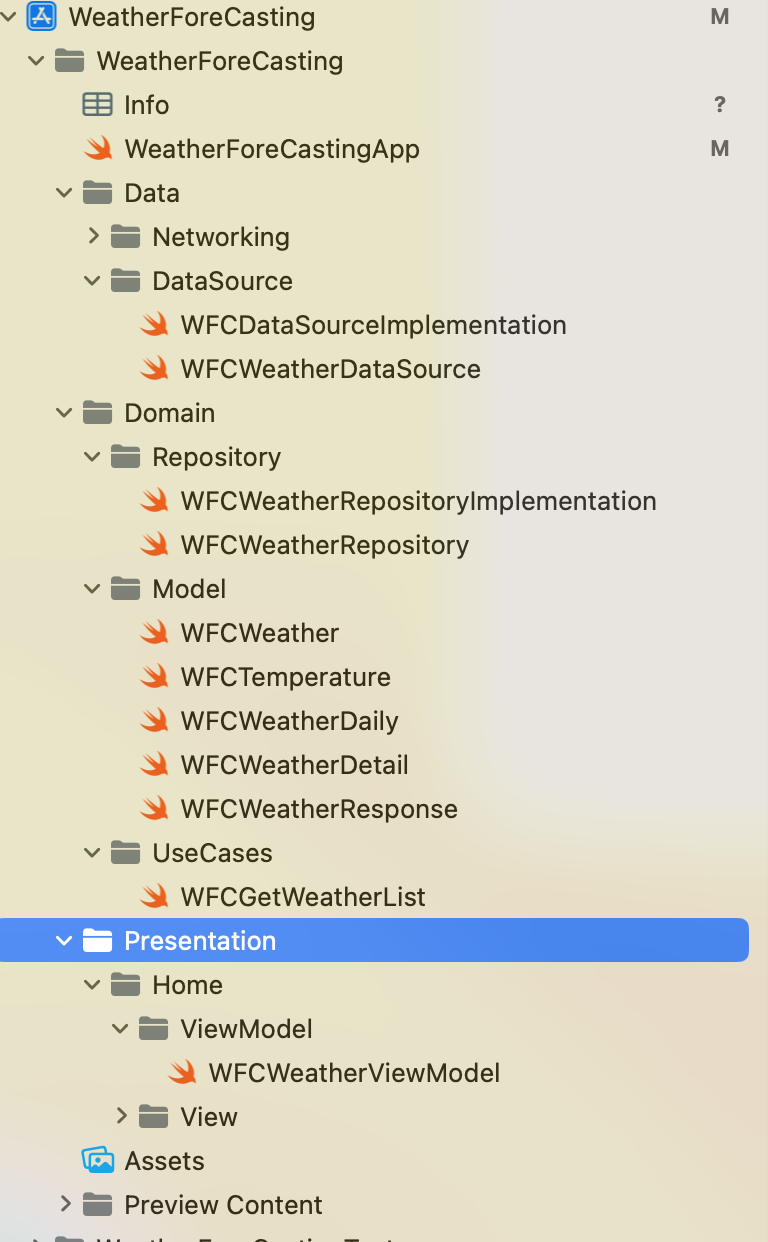 WeatherForeCasting M
WeatherForeCasting
Info ?
WeatherForeCastingApp M
Data
Networking
DataSource
WFCDataSourceImplementation
WFCWeatherDataSource
Domain
Repository
WFCWeatherRepositoryImplementation
WFCWeatherRepository
Model
WFCWeather
WFCTemperature
WFCWeatherDaily
WFCWeatherDetail
WFCWeatherResponse
UseCases
WFCGetWeatherList
Presentation
Home
ViewModel
WFCWeatherViewModel
View
Assets
Preview Content